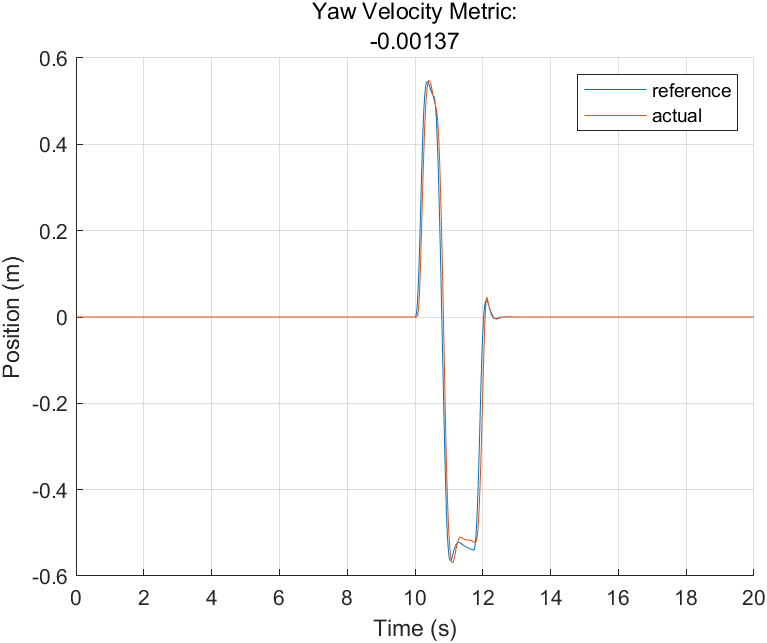 Yaw Velocity Metric:
-0.00137
reference
actual
0.6
0.4
0.2
0
-0.2
-0.4
-0.6
Position (m)
0 2 4 6 8 10 12 14 16 18 20
Time (s)